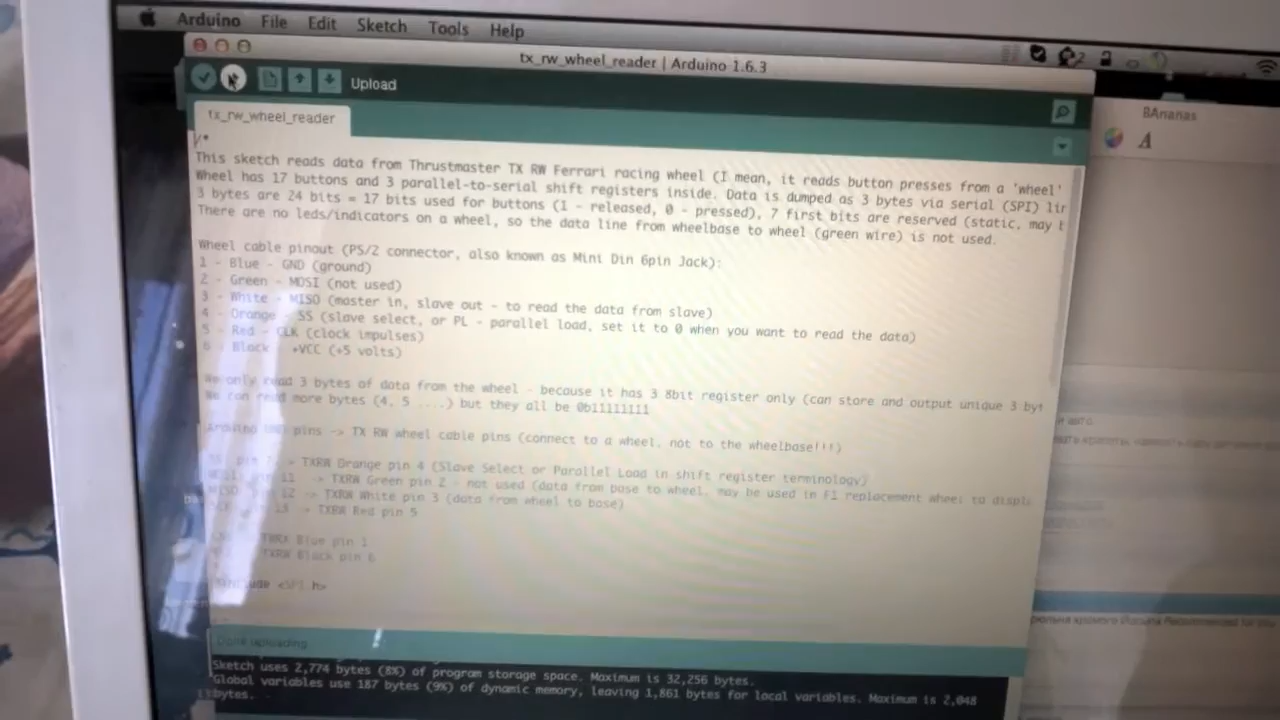 Arduino File Edit Sketch Tools Help
tx_rw_wheel_reader | Arduino 1.6.3
Upload
BAnanas
tx_rw_wheel_reader
/*
This sketch reads data from Thrustmaster TX RW Ferrari racing wheel (I mean, it reads button presses from a 'wheel'
Wheel has 17 buttons and 3 parallel-to-serial shift registers inside. Data is dumped as 3 bytes via serial (SPI) lin
3 bytes are 24 bits = 17 bits used for buttons (1 - released, 0 - pressed), 7 first bits are reserved (static, may b
There are no leds/indicators on a wheel, so the data line from wheelbase to wheel (green wire) is not used.
Wheel cable pinout (PS/2 connector, also known as Mini Din 6pin Jack):
1 - Blue - GND (ground)
2 - Green - MOSI (not used)
3 - White - MISO (master in, slave out - to read the data from slave)
4 - Orange - SS (slave select, or PL - parallel load, set it to 0 when you want to read the data)
5 - Red - CLK (clock impulses)
6 - Black - +VCC (+5 volts)
We only read 3 bytes of data from the wheel - because it has 3 8bit register only (can store and output unique 3 byt
We can read more bytes (4, 5 ....) but they all be 0b11111111
Arduino pins -> TX RW wheel cable pins (connect to a wheel, not to the wheelbase!!!)
-> TXRW Orange pin 4 (Slave Select or Parallel Load in shift register terminology)
11 -> TXRW Green pin 2 - not used (data from base to wheel, may be used in F1 replacement wheel to displa
12 -> TXRW White pin 3 (data from wheel to base)
13 -> TXRW Red pin 5
Blue pin 1
TXRW Black pin 6
#include <SPI.h>
Done uploading
Sketch uses 2,774 bytes (8%) of program storage space. Maximum is 32,256 bytes.
Global variables use 187 bytes (9%) of dynamic memory, leaving 1,861 bytes for local variables. Maximum is 2,048
bytes.